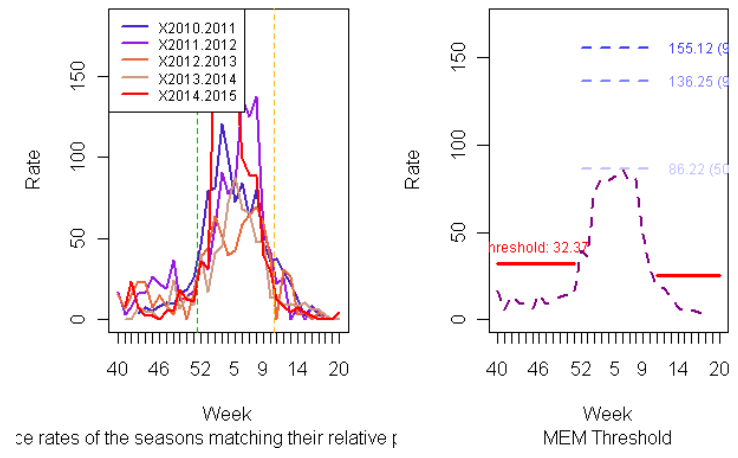 X2010.2011
X2011.2012
X2012.2013
X2013.2014
X2014.2015
Rate
0
50
100
150
40 46 52 5 9 14 20
Week
ce rates of the seasons matching their relative p
155.12 (9
136.25 (9
86.22 (50
hreshold: 32.37
Rate
0
50
100
150
40 46 52 5 9 14 20
Week
MEM Threshold